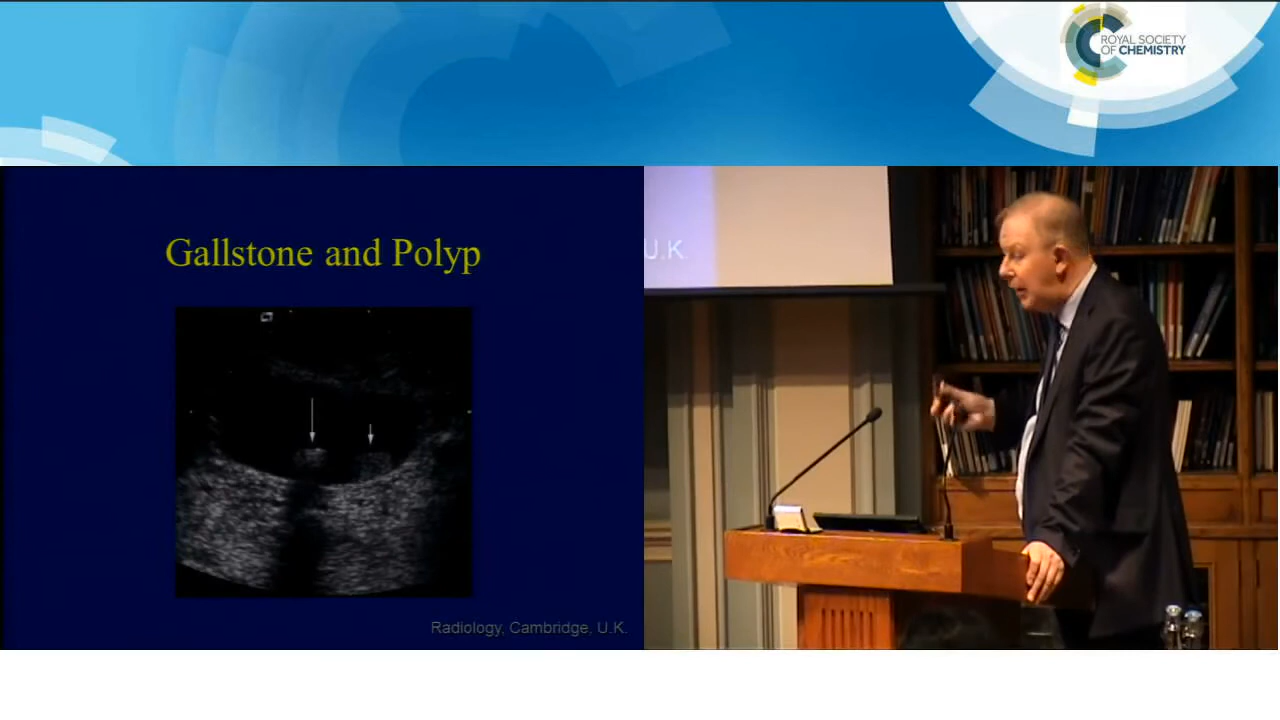 ROYAL SOCIETY
OF CHEMISTRY
Gallstone and Polyp
U.K.
Radiology, Cambridge, U.K.